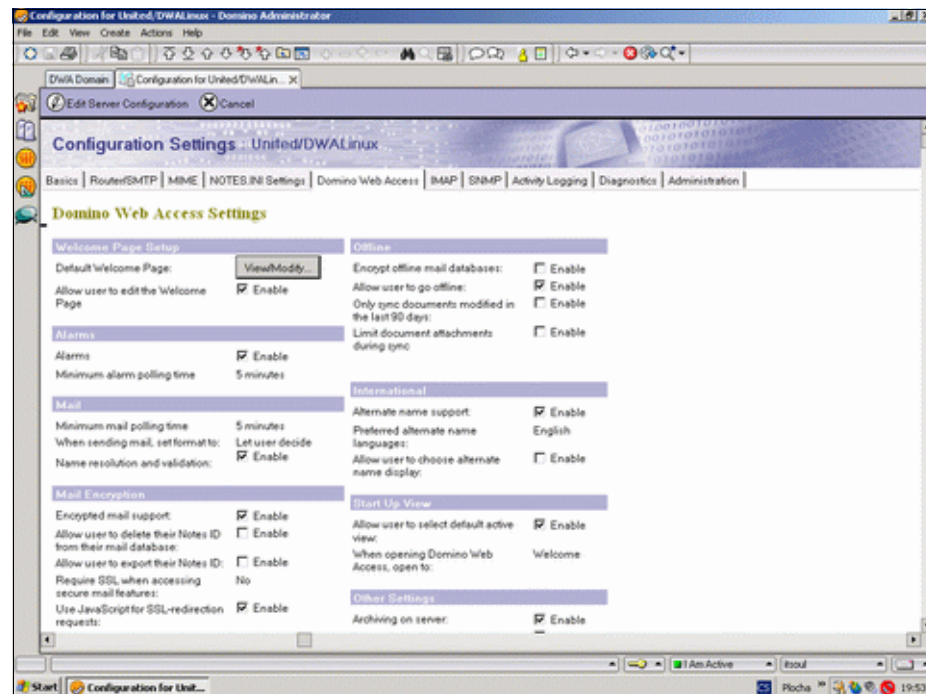 Configuration for United/DWALinux - Domino Administrator
File Edit View Create Actions Help
DWA Domain
Configuration for United/DWALin... X
Edit Server Configuration Cancel
Configuration Settings : United/DWALinux
Basics | Router/SMTP | MIME | NOTES.INI Settings | Domino Web Access | IMAP | SNMP | Activity Logging | Diagnostics | Administration |
Domino Web Access Settings
Welcome Page Setup
Default Welcome Page: View/Modify...
Allow user to edit the Welcome Enable
Page
Alarms
Alarms Enable
Minimum alarm polling time 5 minutes
Mail
Minimum mail polling time 5 minutes
When sending mail, set format to: Let user decide
Name resolution and validation: Enable
Mail Encryption
Encrypted mail support: Enable
Allow user to delete their Notes ID Enable
from their mail database:
Allow user to export their Notes ID: Enable
Require SSL when accessing No
secure mail features:
Use JavaScript for SSL-redirection Enable
requests:
Offline
Encrypt offline mail databases: Enable
Allow user to go offline: Enable
Only sync documents modified in Enable
the last 90 days:
Limit document attachments Enable
during sync
International
Alternate name support: Enable
Preferred alternate name English
languages:
Allow user to choose alternate Enable
name display:
Start Up View
Allow user to select default active Enable
view:
When opening Domino Web Welcome
Access, open to:
Other Settings
Archiving on server: Enable
I Am Active
itsoul
Start Configuration for Unit... CS Plocha » 19:53